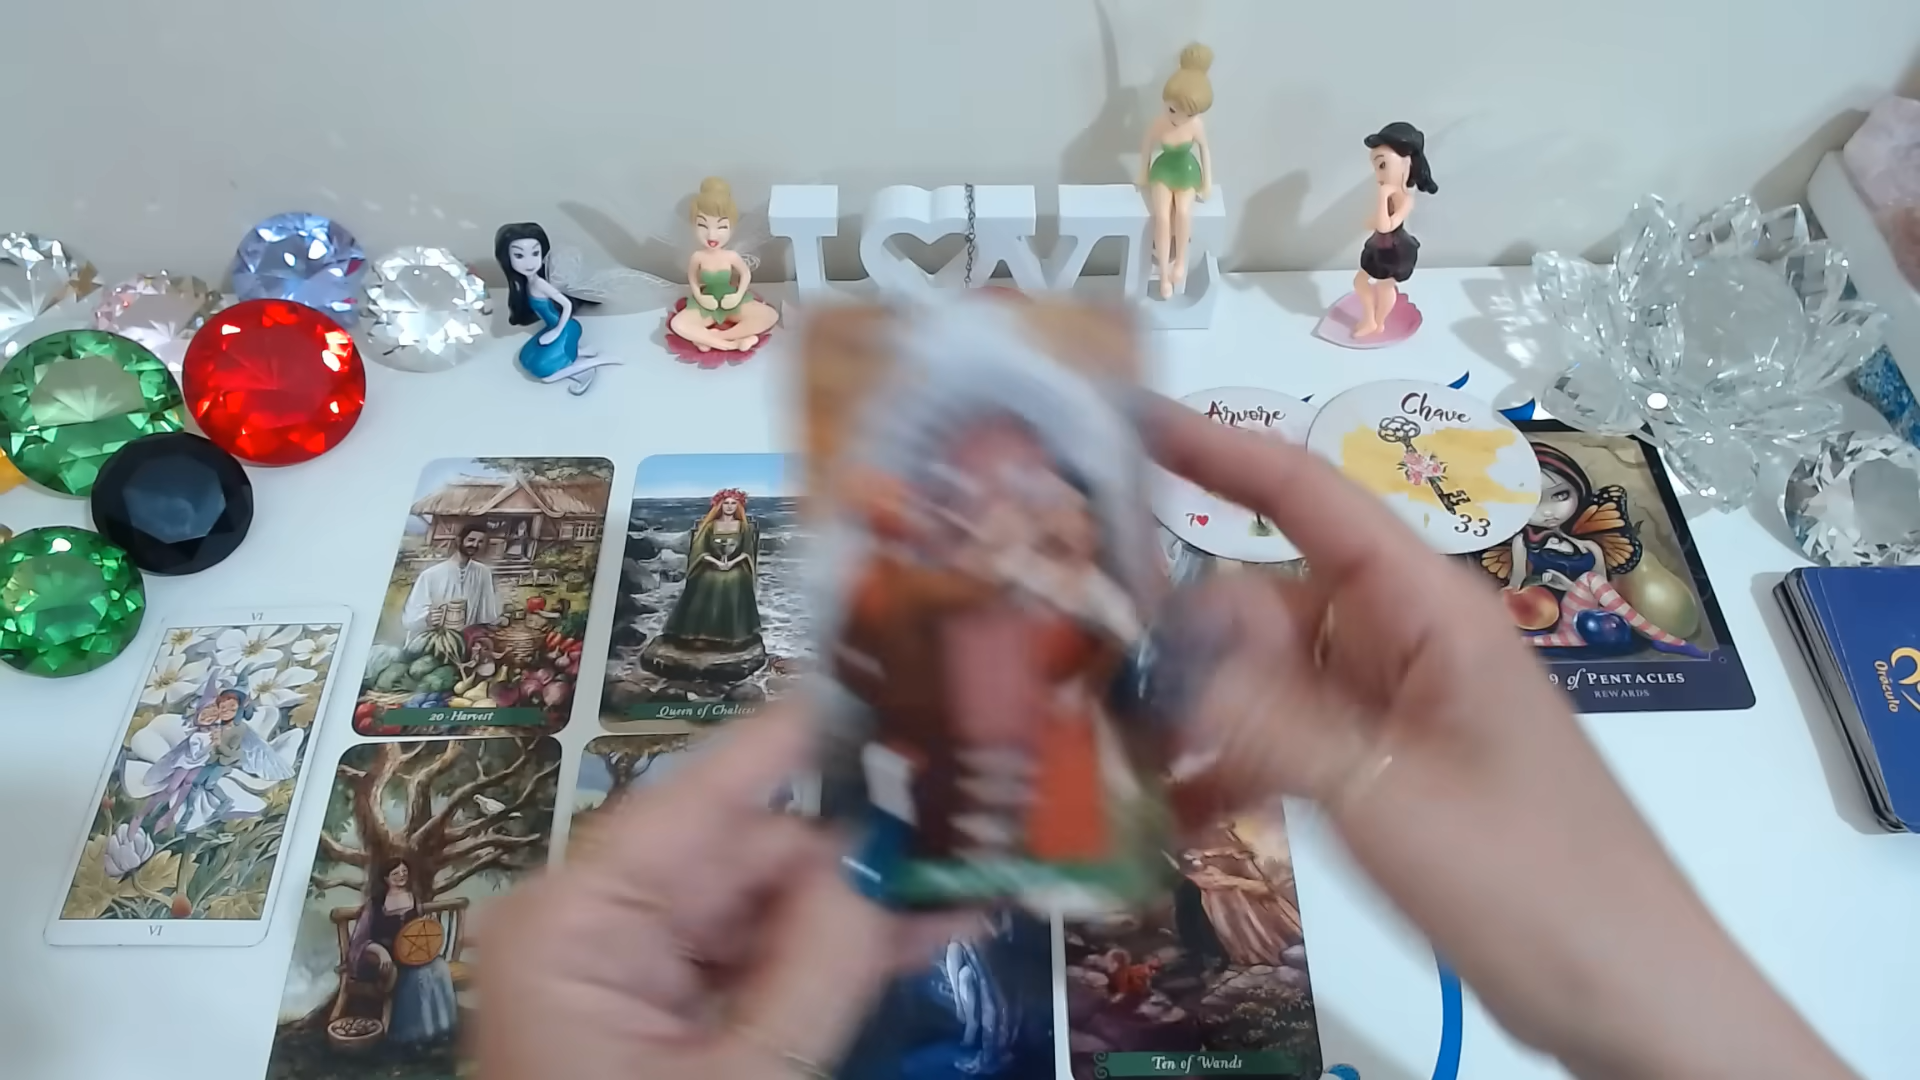 LOVE
Árvore
7♥
Chave
33
9 of PENTACLES
REWARDS
Oráculo
VI
VI
20 · Harvest
Queen of Chalices
Ten of Wands